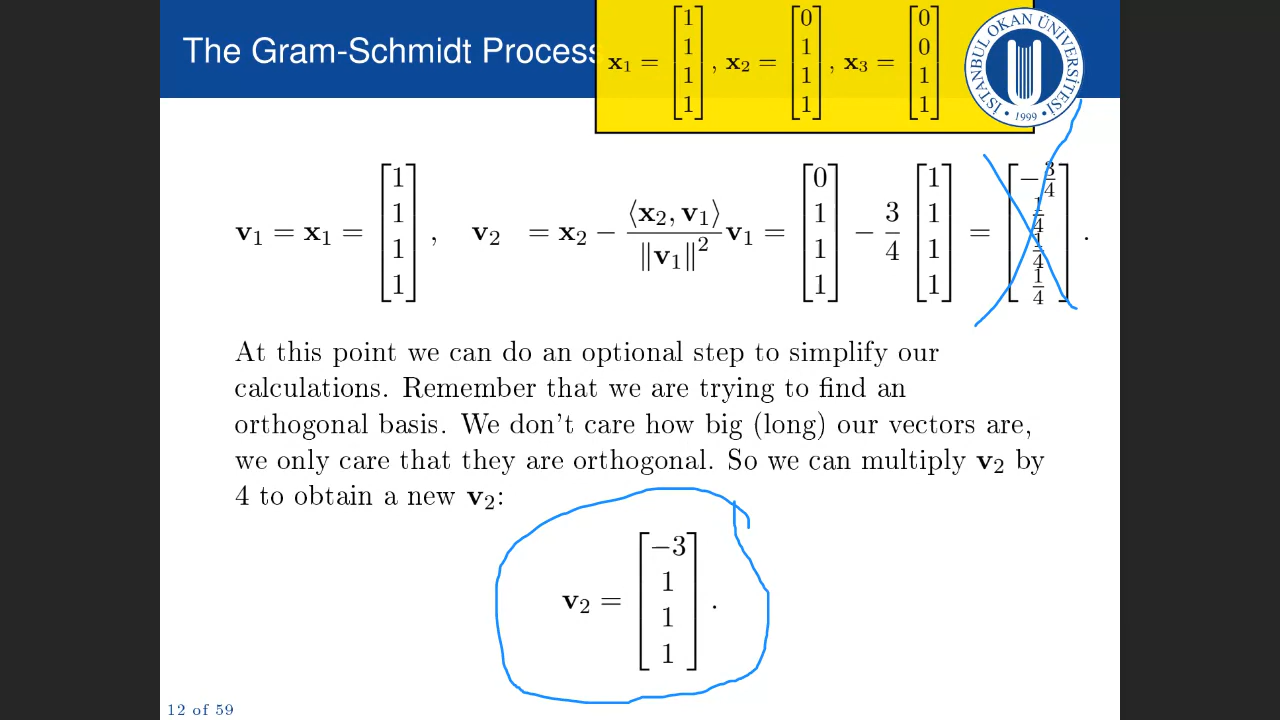 The Gram-Schmidt Process
x₁ = [1 1 1 1], x₂ = [0 1 1 1], x₃ = [0 0 1 1]
İSTANBUL OKAN ÜNİVERSİTESİ
• 1999 •
v₁ = x₁ = [1 1 1 1], v₂ = x₂ − ⟨x₂, v₁⟩/‖v₁‖² v₁ = [0 1 1 1] − 3/4 [1 1 1 1] = [−3/4 1/4 1/4 1/4].
At this point we can do an optional step to simplify our
calculations. Remember that we are trying to find an
orthogonal basis. We don't care how big (long) our vectors are,
we only care that they are orthogonal. So we can multiply v₂ by
4 to obtain a new v₂:
v₂ = [−3 1 1 1].
12 of 59